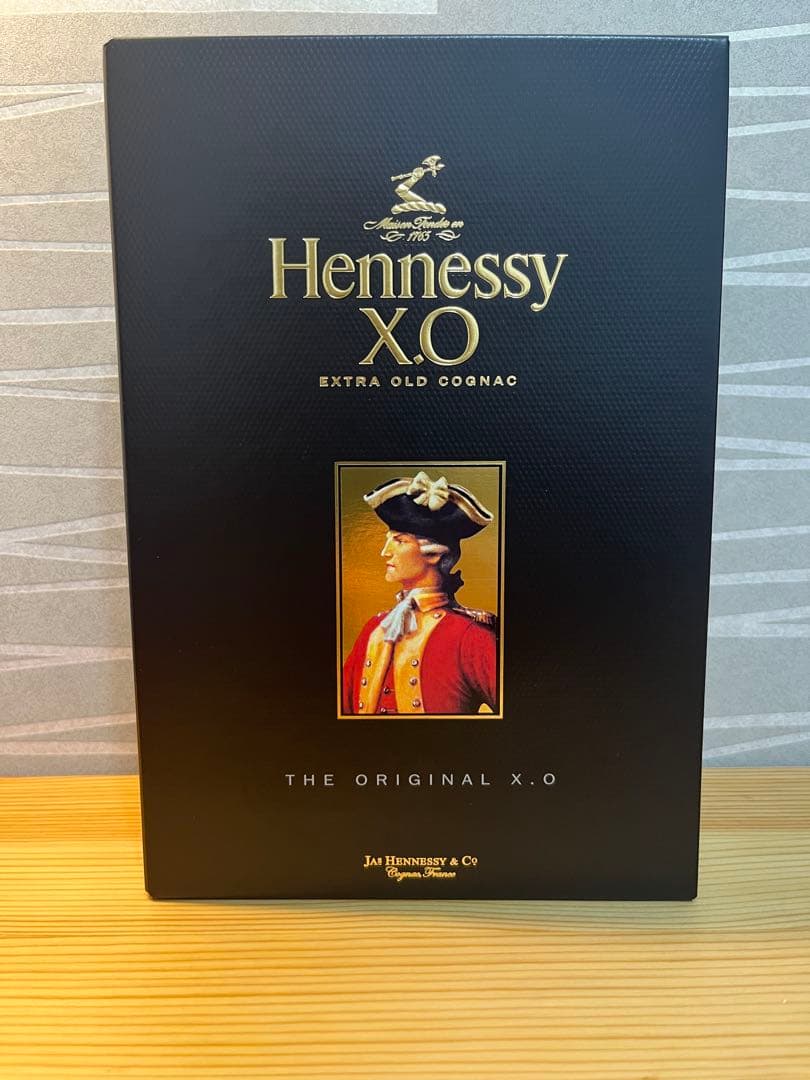 Maison Fondée en
1765
Hennessy
X.O
EXTRA OLD COGNAC
THE ORIGINAL X.O
JAS HENNESSY & CO
Cognac, France